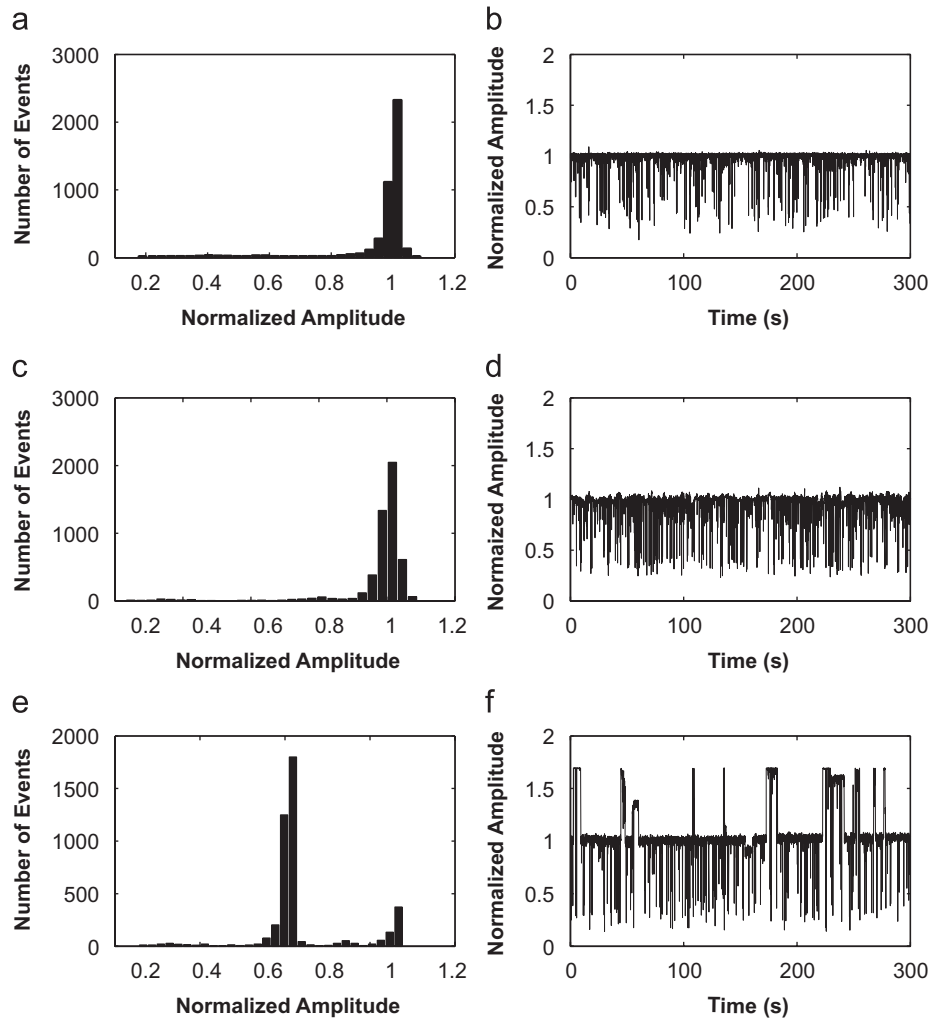 a
3000
2000
1000
0
Number of Events
0.2 0.4 0.6 0.8 1 1.2
Normalized Amplitude
b
2
1.5
1
0.5
0
Normalized Amplitude
0 100 200 300
Time (s)
c
3000
2000
1000
0
Number of Events
0.2 0.4 0.6 0.8 1 1.2
Normalized Amplitude
d
2
1.5
1
0.5
0
Normaized Amplitude
0 100 200 300
Time (s)
e
2000
1500
1000
500
0
Number of Events
0.2 0.4 0.6 0.8 1 1.2
Normalized Amplitude
f
2
1.5
1
0.5
0
Normalized Amplitude
0 100 200 300
Time (s)